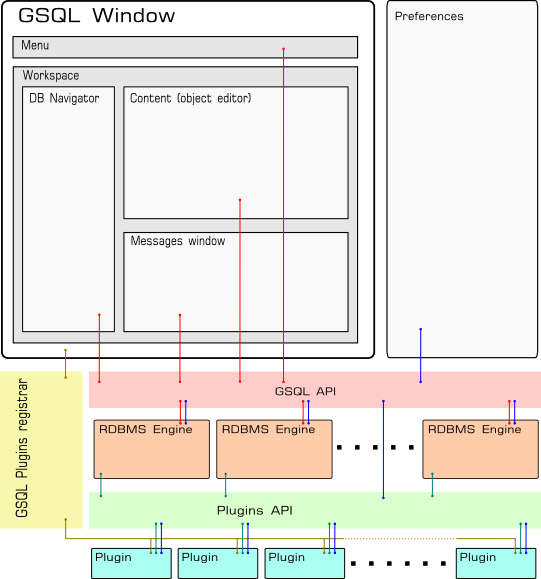 GSQL Window
Preferences
Menu
Workspace
DB Navigator
Content (object editor)
Messages window
GSQL Plugins registrar
GSQL API
RDBMS Engine
RDBMS Engine
RDBMS Engine
Plugins API
Plugin
Plugin
Plugin
Plugin